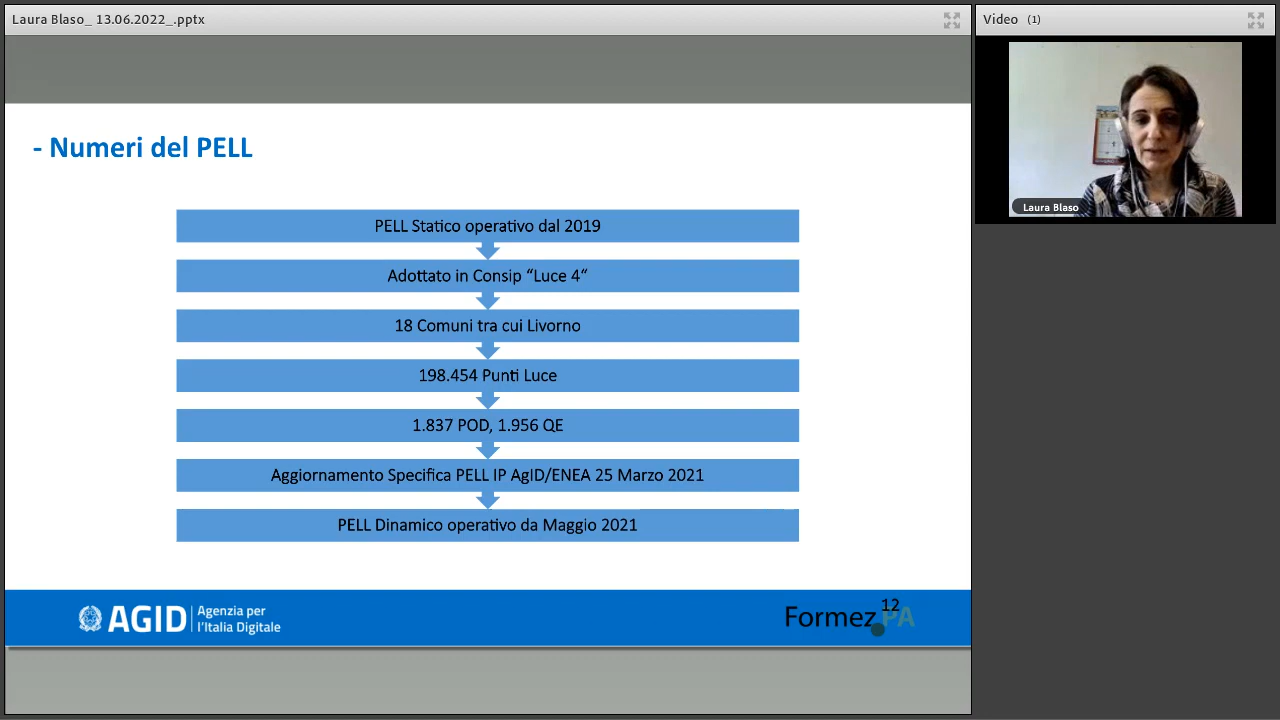 Laura Blaso_ 13.06.2022_.pptx
Video (1)
Laura Blaso
- Numeri del PELL
PELL Statico operativo dal 2019
Adottato in Consip “Luce 4“
18 Comuni tra cui Livorno
198.454 Punti Luce
1.837 POD, 1.956 QE
Aggiornamento Specifica PELL IP AgID/ENEA 25 Marzo 2021
PELL Dinamico operativo da Maggio 2021
AGID Agenzia per
l’Italia Digitale
12
Formez PA